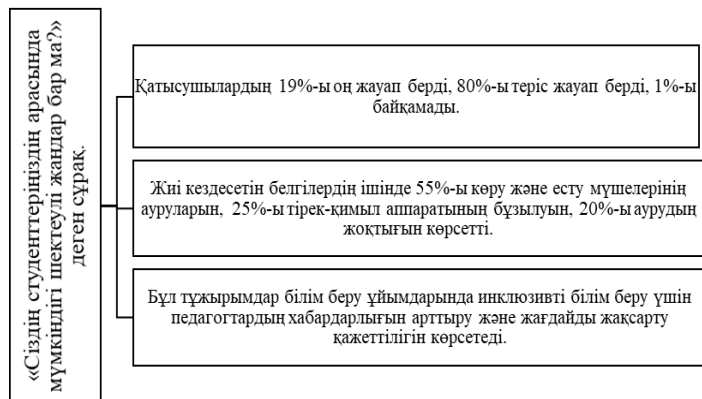 «Сіздің студенттеріңіздің арасында
мүмкіндігі шектеулі жандар бар ма?»
деген сұрақ.
Қатысушылардың 19%-ы оң жауап берді, 80%-ы теріс жауап берді, 1%-ы
байқамады.
Жиі кездесетін белгілердің ішінде 55%-ы көру және есту мүшелерінің
ауруларын, 25%-ы тірек-қимыл аппаратының бұзылуын, 20%-ы аурудың
жоқтығын көрсетті.
Бұл тұжырымдар білім беру ұйымдарында инклюзивті білім беру үшін
педагогтардың хабардарлығын арттыру және жағдайды жақсарту
қажеттілігін көрсетеді.